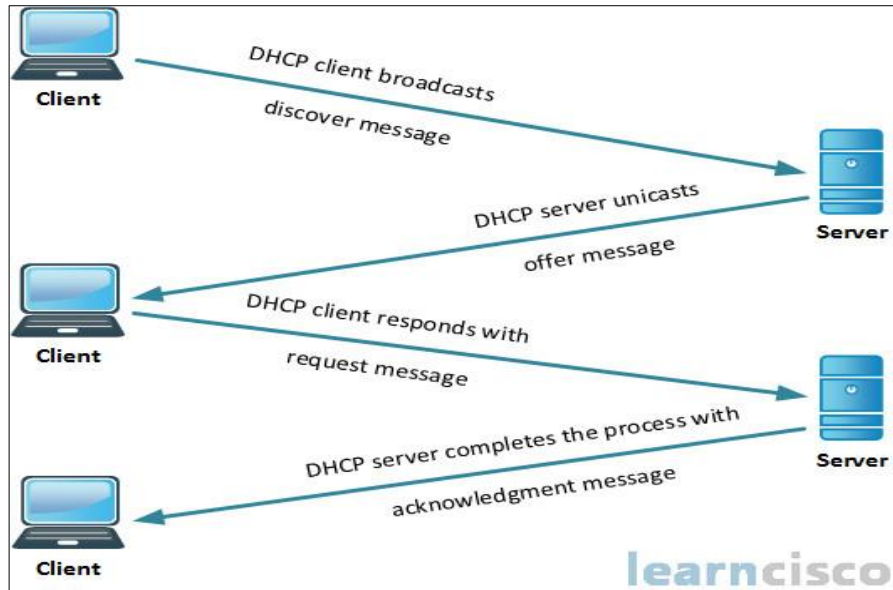 Client
DHCP client broadcasts
discover message
Server
DHCP server unicasts
offer message
Client
DHCP client responds with
request message
Server
DHCP server completes the process with
acknowledgment message
Client
learncisco